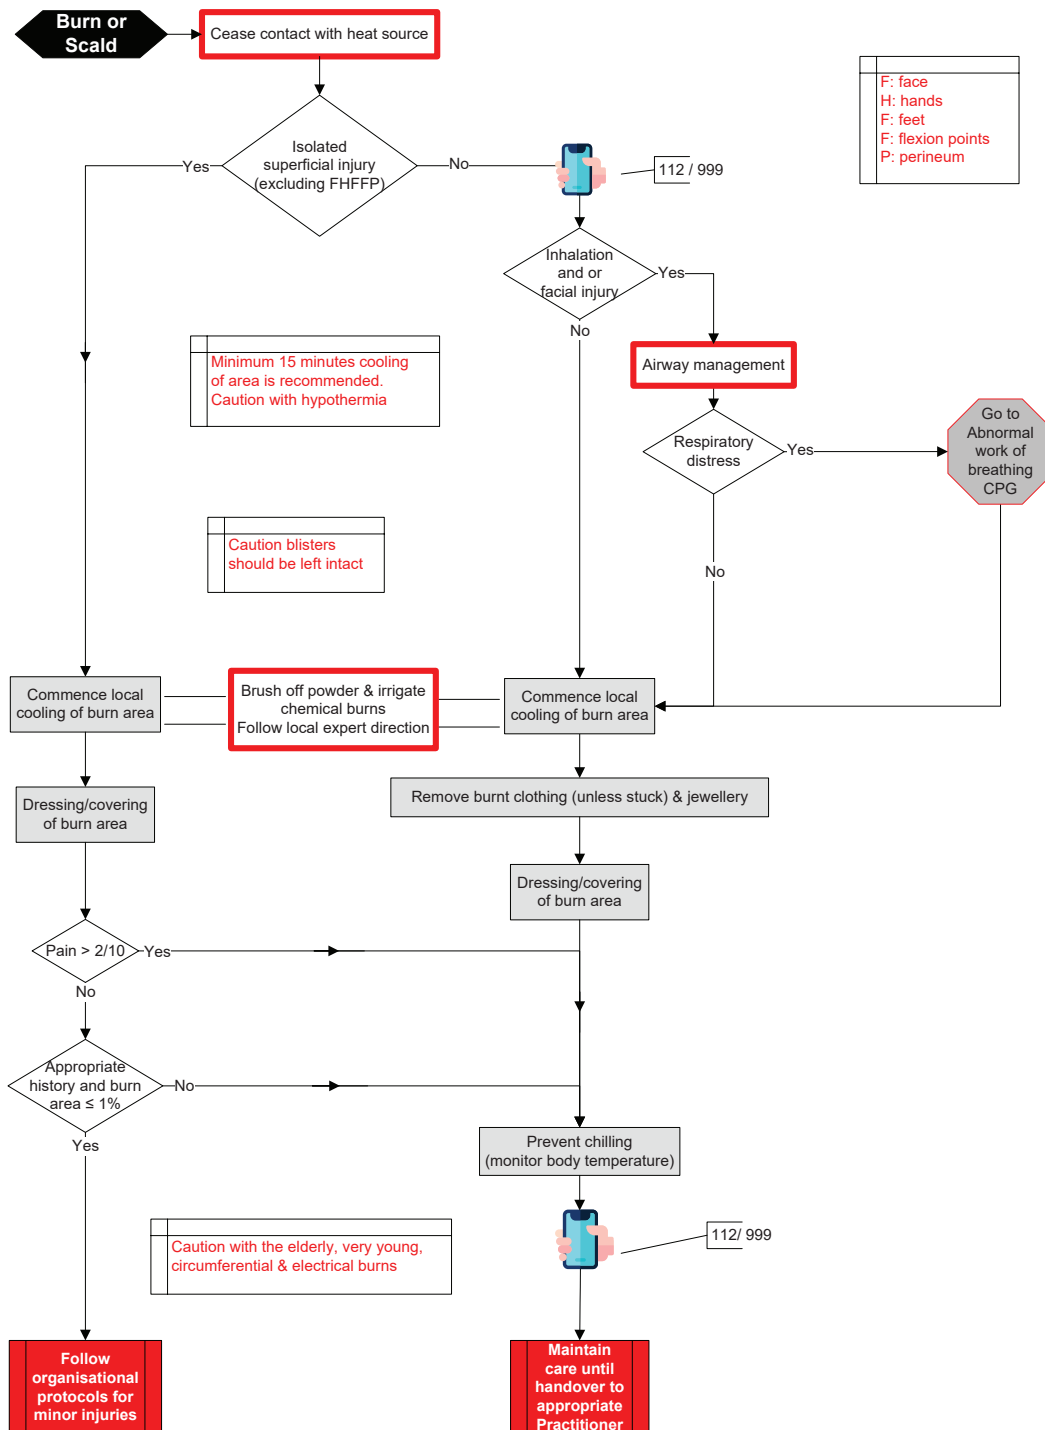 Burn or
Scald
Cease contact with heat source
F: face
H: hands
F: feet
F: flexion points
P: perineum
Isolated
superficial injury
(excluding FHFFP)
Yes
No
112 / 999
Inhalation
and or
facial injury
Yes
No
Minimum 15 minutes cooling
of area is recommended.
Caution with hypothermia
Airway management
Respiratory
distress
Yes
Go to
Abnormal
work of
breathing
CPG
No
Caution blisters
should be left intact
Commence local
cooling of burn area
Brush off powder & irrigate
chemical burns
Follow local expert direction
Commence local
cooling of burn area
Remove burnt clothing (unless stuck) & jewellery
Dressing/covering
of burn area
Dressing/covering
of burn area
Pain > 2/10
Yes
No
Appropriate
history and burn
area ≤ 1%
No
Yes
Prevent chilling
(monitor body temperature)
112/ 999
Caution with the elderly, very young,
circumferential & electrical burns
Follow
organisational
protocols for
minor injuries
Maintain
care until
handover to
appropriate
Practitioner